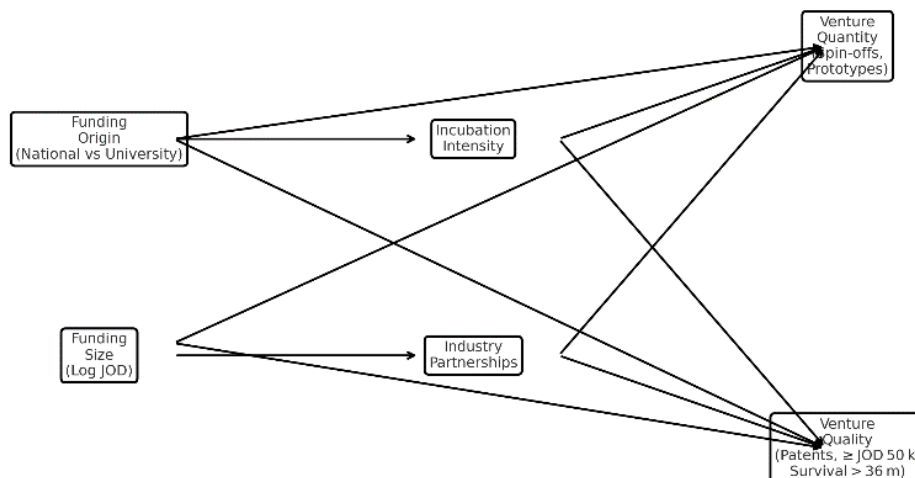 Venture
Quantity
(Spin-offs,
Prototypes)
Funding
Origin
(National vs University)
Incubation
Intensity
Funding
Size
(Log JOD)
Industry
Partnerships
Venture
Quality
(Patents, ≥ JOD 50 k
Survival > 36 m)